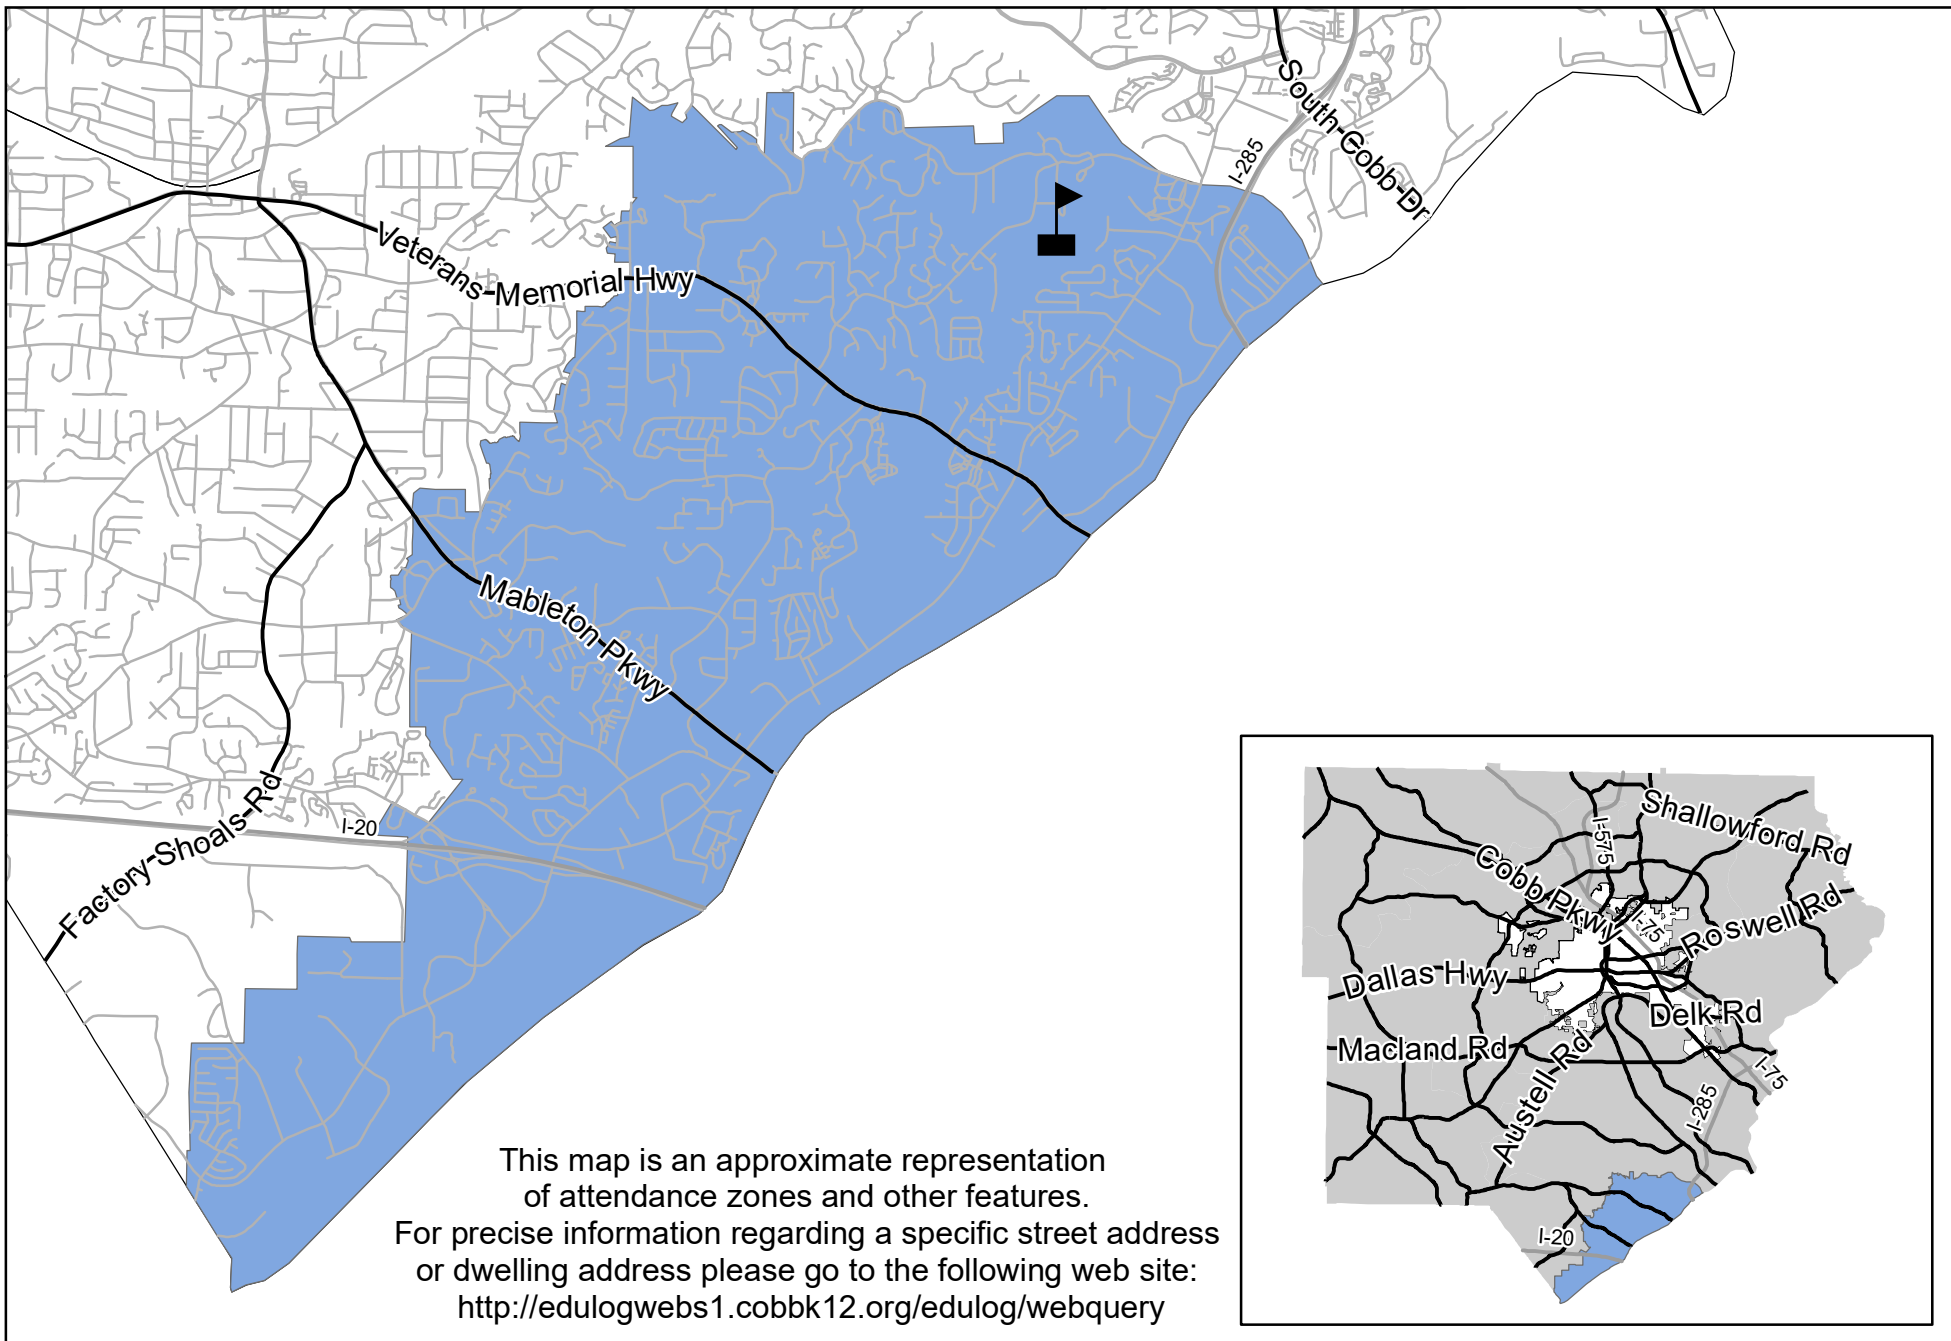 South Cobb Dr
I-285
Veterans Memorial Hwy
Mableton Pkwy
Factory Shoals Rd
I-20
This map is an approximate representation
of attendance zones and other features.
For precise information regarding a specific street address
or dwelling address please go to the following web site:
http://edulogwebs1.cobbk12.org/edulog/webquery
Shallowford Rd
I-575
Cobb Pkwy
I-75
Roswell Rd
Dallas Hwy
Delk Rd
Macland Rd
Austell Rd
I-75
I-285
I-20